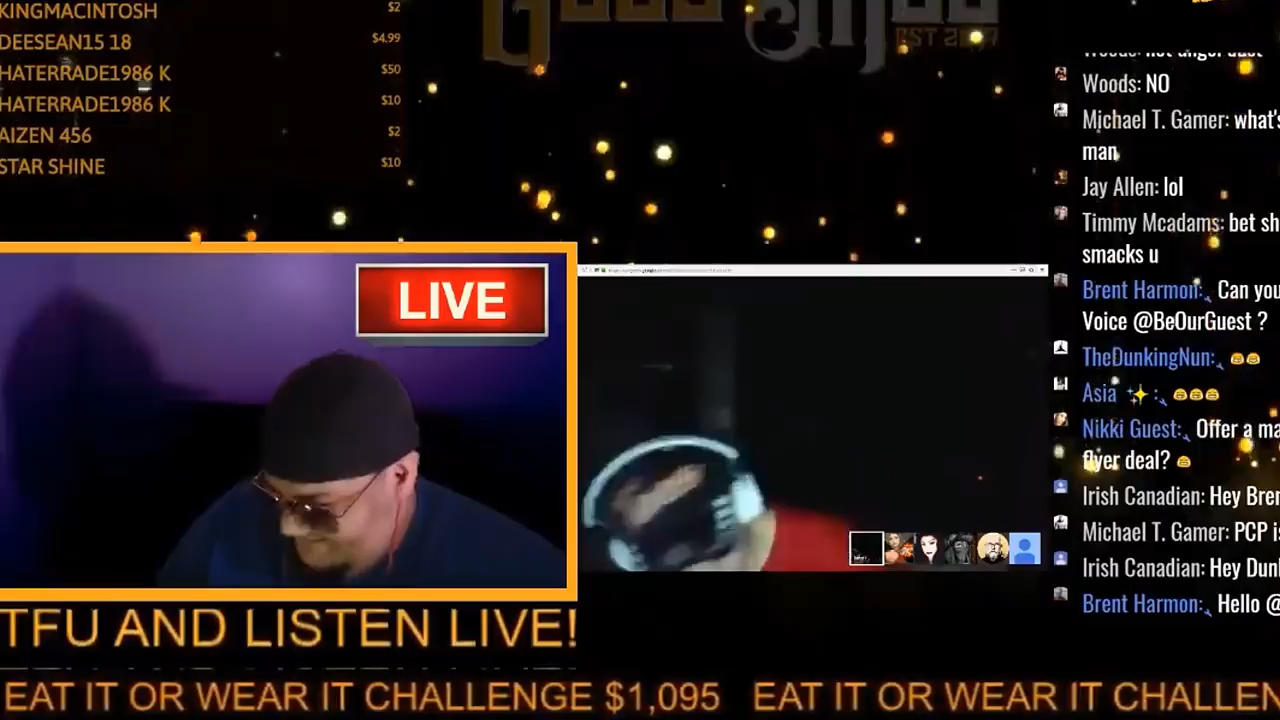 KINGMACINTOSH $2
DEESEAN15 18 $4.99
HATERRADE1986 K $50
HATERRADE1986 K $10
AIZEN 456 $2
STAR SHINE $10
EST
LIVE
TFU AND LISTEN LIVE!
EAT IT OR WEAR IT CHALLENGE $1,095 EAT IT OR WEAR IT CHALLEN
Woods: NO
Michael T. Gamer: what's
man
Jay Allen: lol
Timmy Mcadams: bet sh
smacks u
Brent Harmon: Can you
Voice @BeOurGuest ?
TheDunkingNun: 😂😂
Asia ✨: 😂😂😂
Nikki Guest: Offer a ma
flyer deal? 😂
Irish Canadian: Hey Bren
Michael T. Gamer: PCP is
Irish Canadian: Hey Dun
Brent Harmon: Hello @